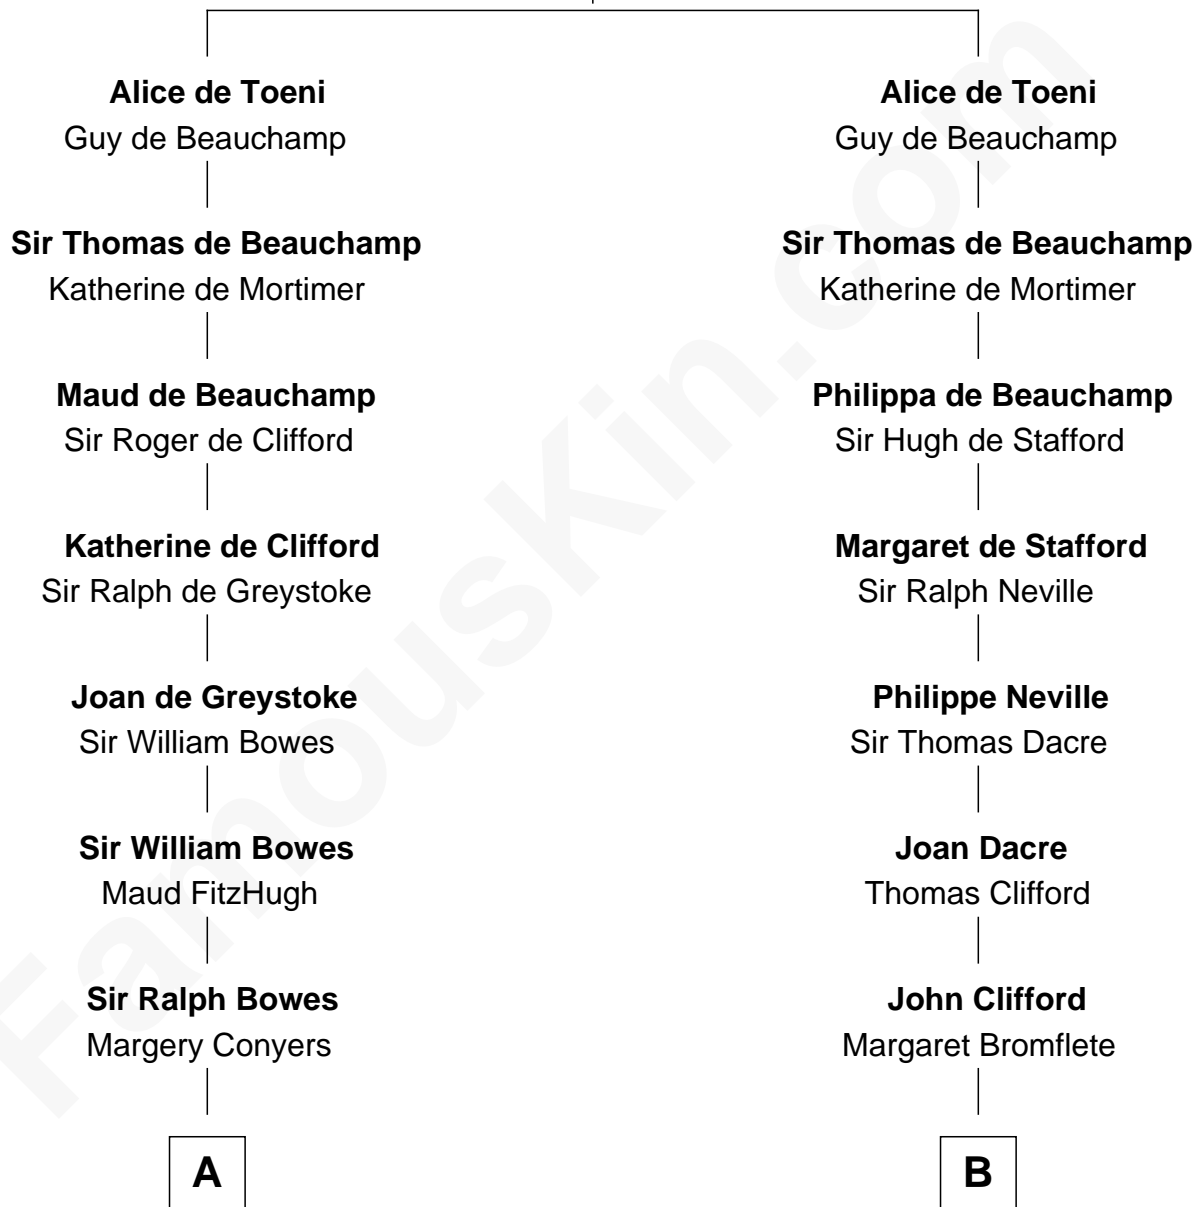 Alice de Toeni
Guy de Beauchamp
Sir Thomas de Beauchamp
Katherine de Mortimer
Maud de Beauchamp
Sir Roger de Clifford
Katherine de Clifford
Sir Ralph de Greystoke
Joan de Greystoke
Sir William Bowes
Sir William Bowes
Maud FitzHugh
Sir Ralph Bowes
Margery Conyers
A
Alice de Toeni
Guy de Beauchamp
Sir Thomas de Beauchamp
Katherine de Mortimer
Philippa de Beauchamp
Sir Hugh de Stafford
Margaret de Stafford
Sir Ralph Neville
Philippe Neville
Sir Thomas Dacre
Joan Dacre
Thomas Clifford
John Clifford
Margaret Bromflete
B
FamousKin.com